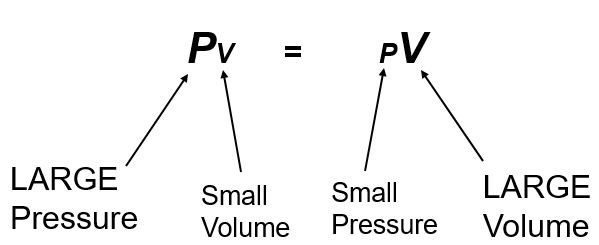 PV = PV
LARGE
Pressure
Small
Volume
Small
Pressure
LARGE
Volume